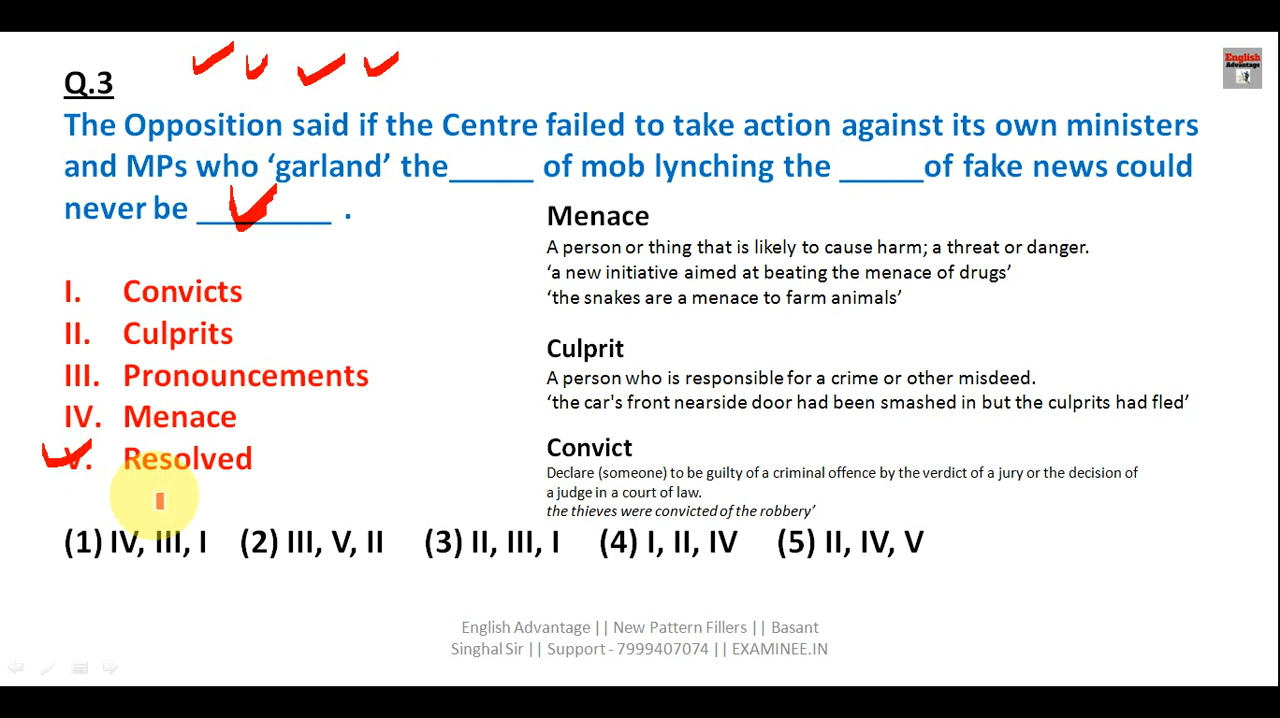 Q.3
English
Advantage
The Opposition said if the Centre failed to take action against its own ministers
and MPs who ‘garland’ the_____ of mob lynching the _____of fake news could
never be ________ .
Menace
A person or thing that is likely to cause harm; a threat or danger.
‘a new initiative aimed at beating the menace of drugs’
‘the snakes are a menace to farm animals’
I. Convicts
II. Culprits
III. Pronouncements
IV. Menace
V. Resolved
Culprit
A person who is responsible for a crime or other misdeed.
‘the car's front nearside door had been smashed in but the culprits had fled’
Convict
Declare (someone) to be guilty of a criminal offence by the verdict of a jury or the decision of
a judge in a court of law.
the thieves were convicted of the robbery’
(1) IV, III, I (2) III, V, II (3) II, III, I (4) I, II, IV (5) II, IV, V
English Advantage || New Pattern Fillers || Basant
Singhal Sir || Support - 7999407074 || EXAMINEE.IN